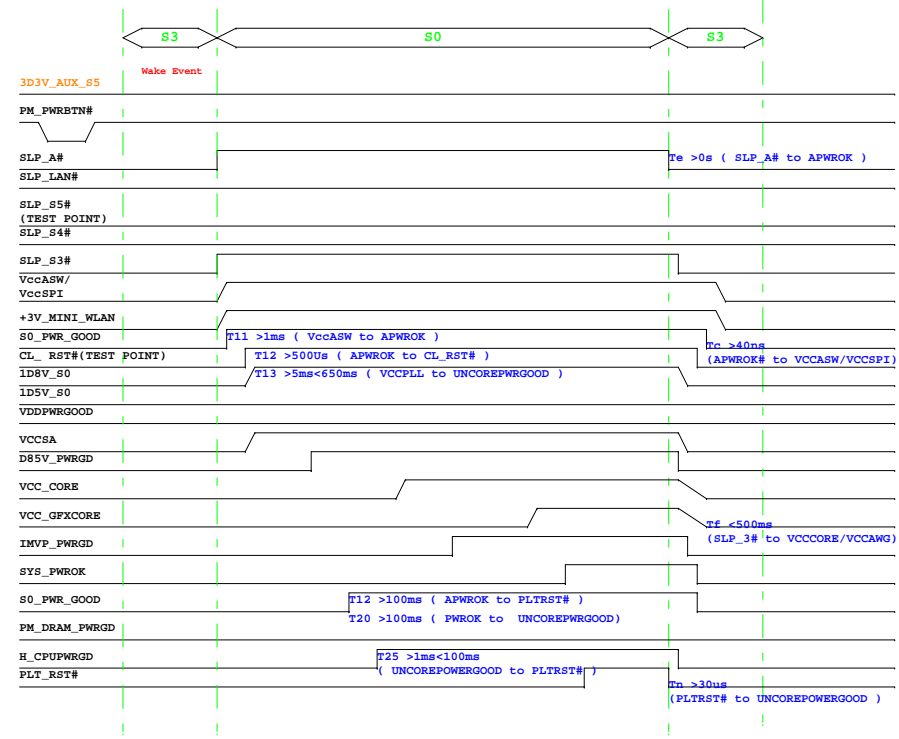 S3 S0 S3
Wake Event
3D3V_AUX_S5
PM_PWRBTN#
SLP_A# Te >0s ( SLP_A# to APWROK )
SLP_LAN#
SLP_S5#
(TEST POINT)
SLP_S4#
SLP_S3#
VccASW/
VccSPI
+3V_MINI_WLAN
S0_PWR_GOOD T11 >1ms ( VccASW to APWROK )
Tc >40ns
CL_ RST#(TEST POINT) T12 >500Us ( APWROK to CL_RST# ) (APWROK# to VCCASW/VCCSPI)
1D8V_S0 T13 >5ms<650ms ( VCCPLL to UNCOREPWRGOOD )
1D5V_S0
VDDPWRGOOD
VCCSA
D85V_PWRGD
VCC_CORE
VCC_GFXCORE
Tf <500ms
IMVP_PWRGD (SLP_3# to VCCCORE/VCCAWG)
SYS_PWROK
S0_PWR_GOOD T12 >100ms ( APWROK to PLTRST# )
T20 >100ms ( PWROK to UNCOREPWRGOOD)
PM_DRAM_PWRGD
H_CPUPWRGD T25 >1ms<100ms
( UNCOREPOWERGOOD to PLTRST# )
PLT_RST#
Tn >30us
(PLTRST# to UNCOREPOWERGOOD )